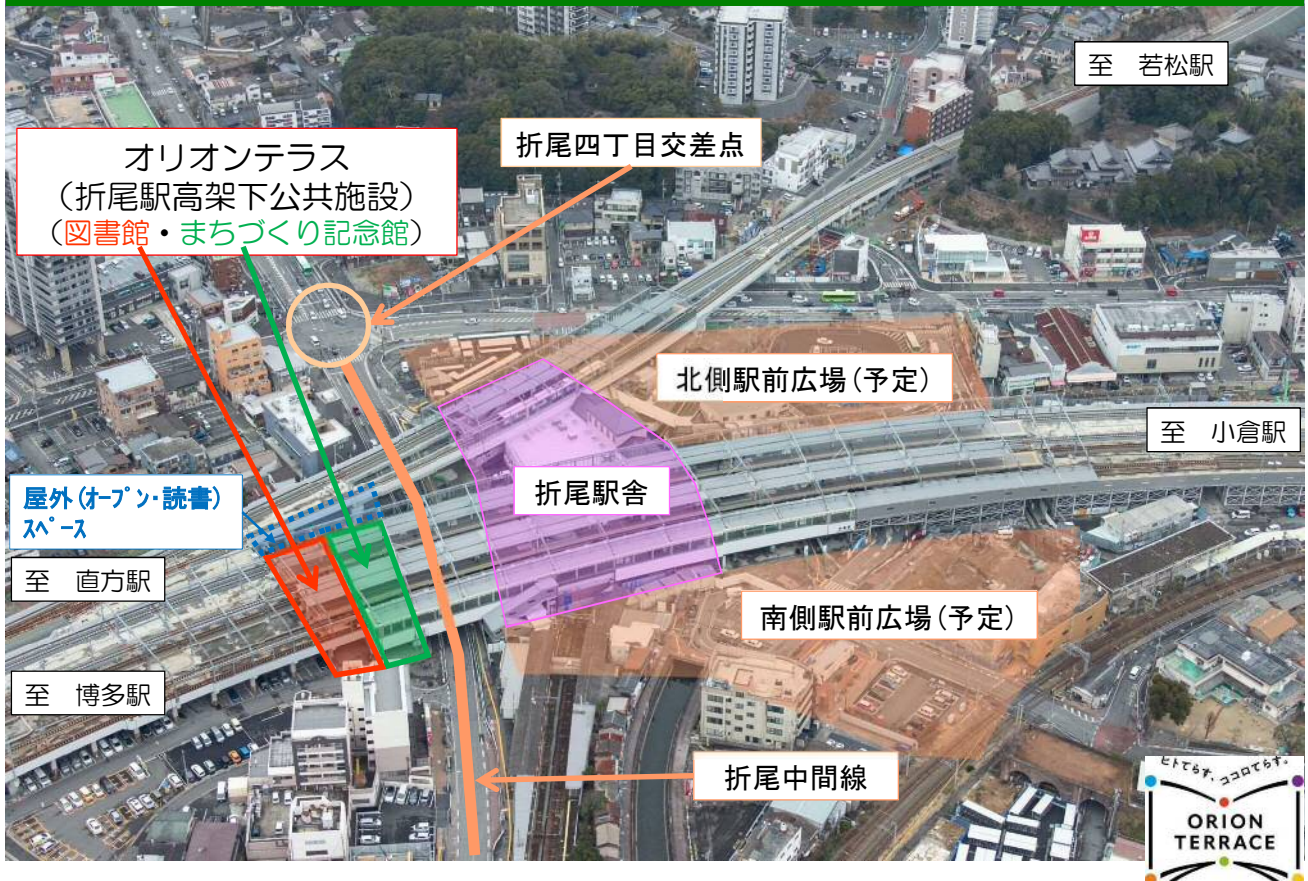 至 若松駅
折尾四丁目交差点
オリオンテラス
（折尾駅高架下公共施設）
（図書館・まちづくり記念館）
北側駅前広場（予定）
至 小倉駅
折尾駅舎
屋外（ｵｰﾌﾟﾝ･読書）
ｽﾍﾟｰｽ
至 直方駅
南側駅前広場（予定）
至 博多駅
折尾中間線
ヒトてらす、ココロてらす。
ORION
TERRACE